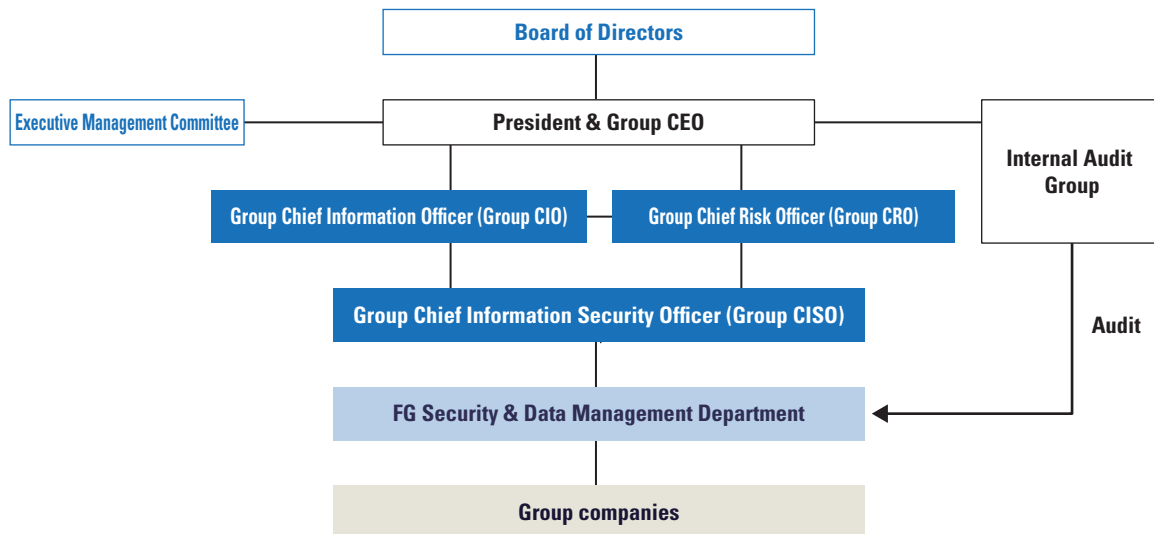 Board of Directors
Executive Management Committee
President & Group CEO
Internal Audit
Group
Group Chief Information Officer (Group CIO)
Group Chief Risk Officer (Group CRO)
Group Chief Information Security Officer (Group CISO)
Audit
FG Security & Data Management Department
Group companies